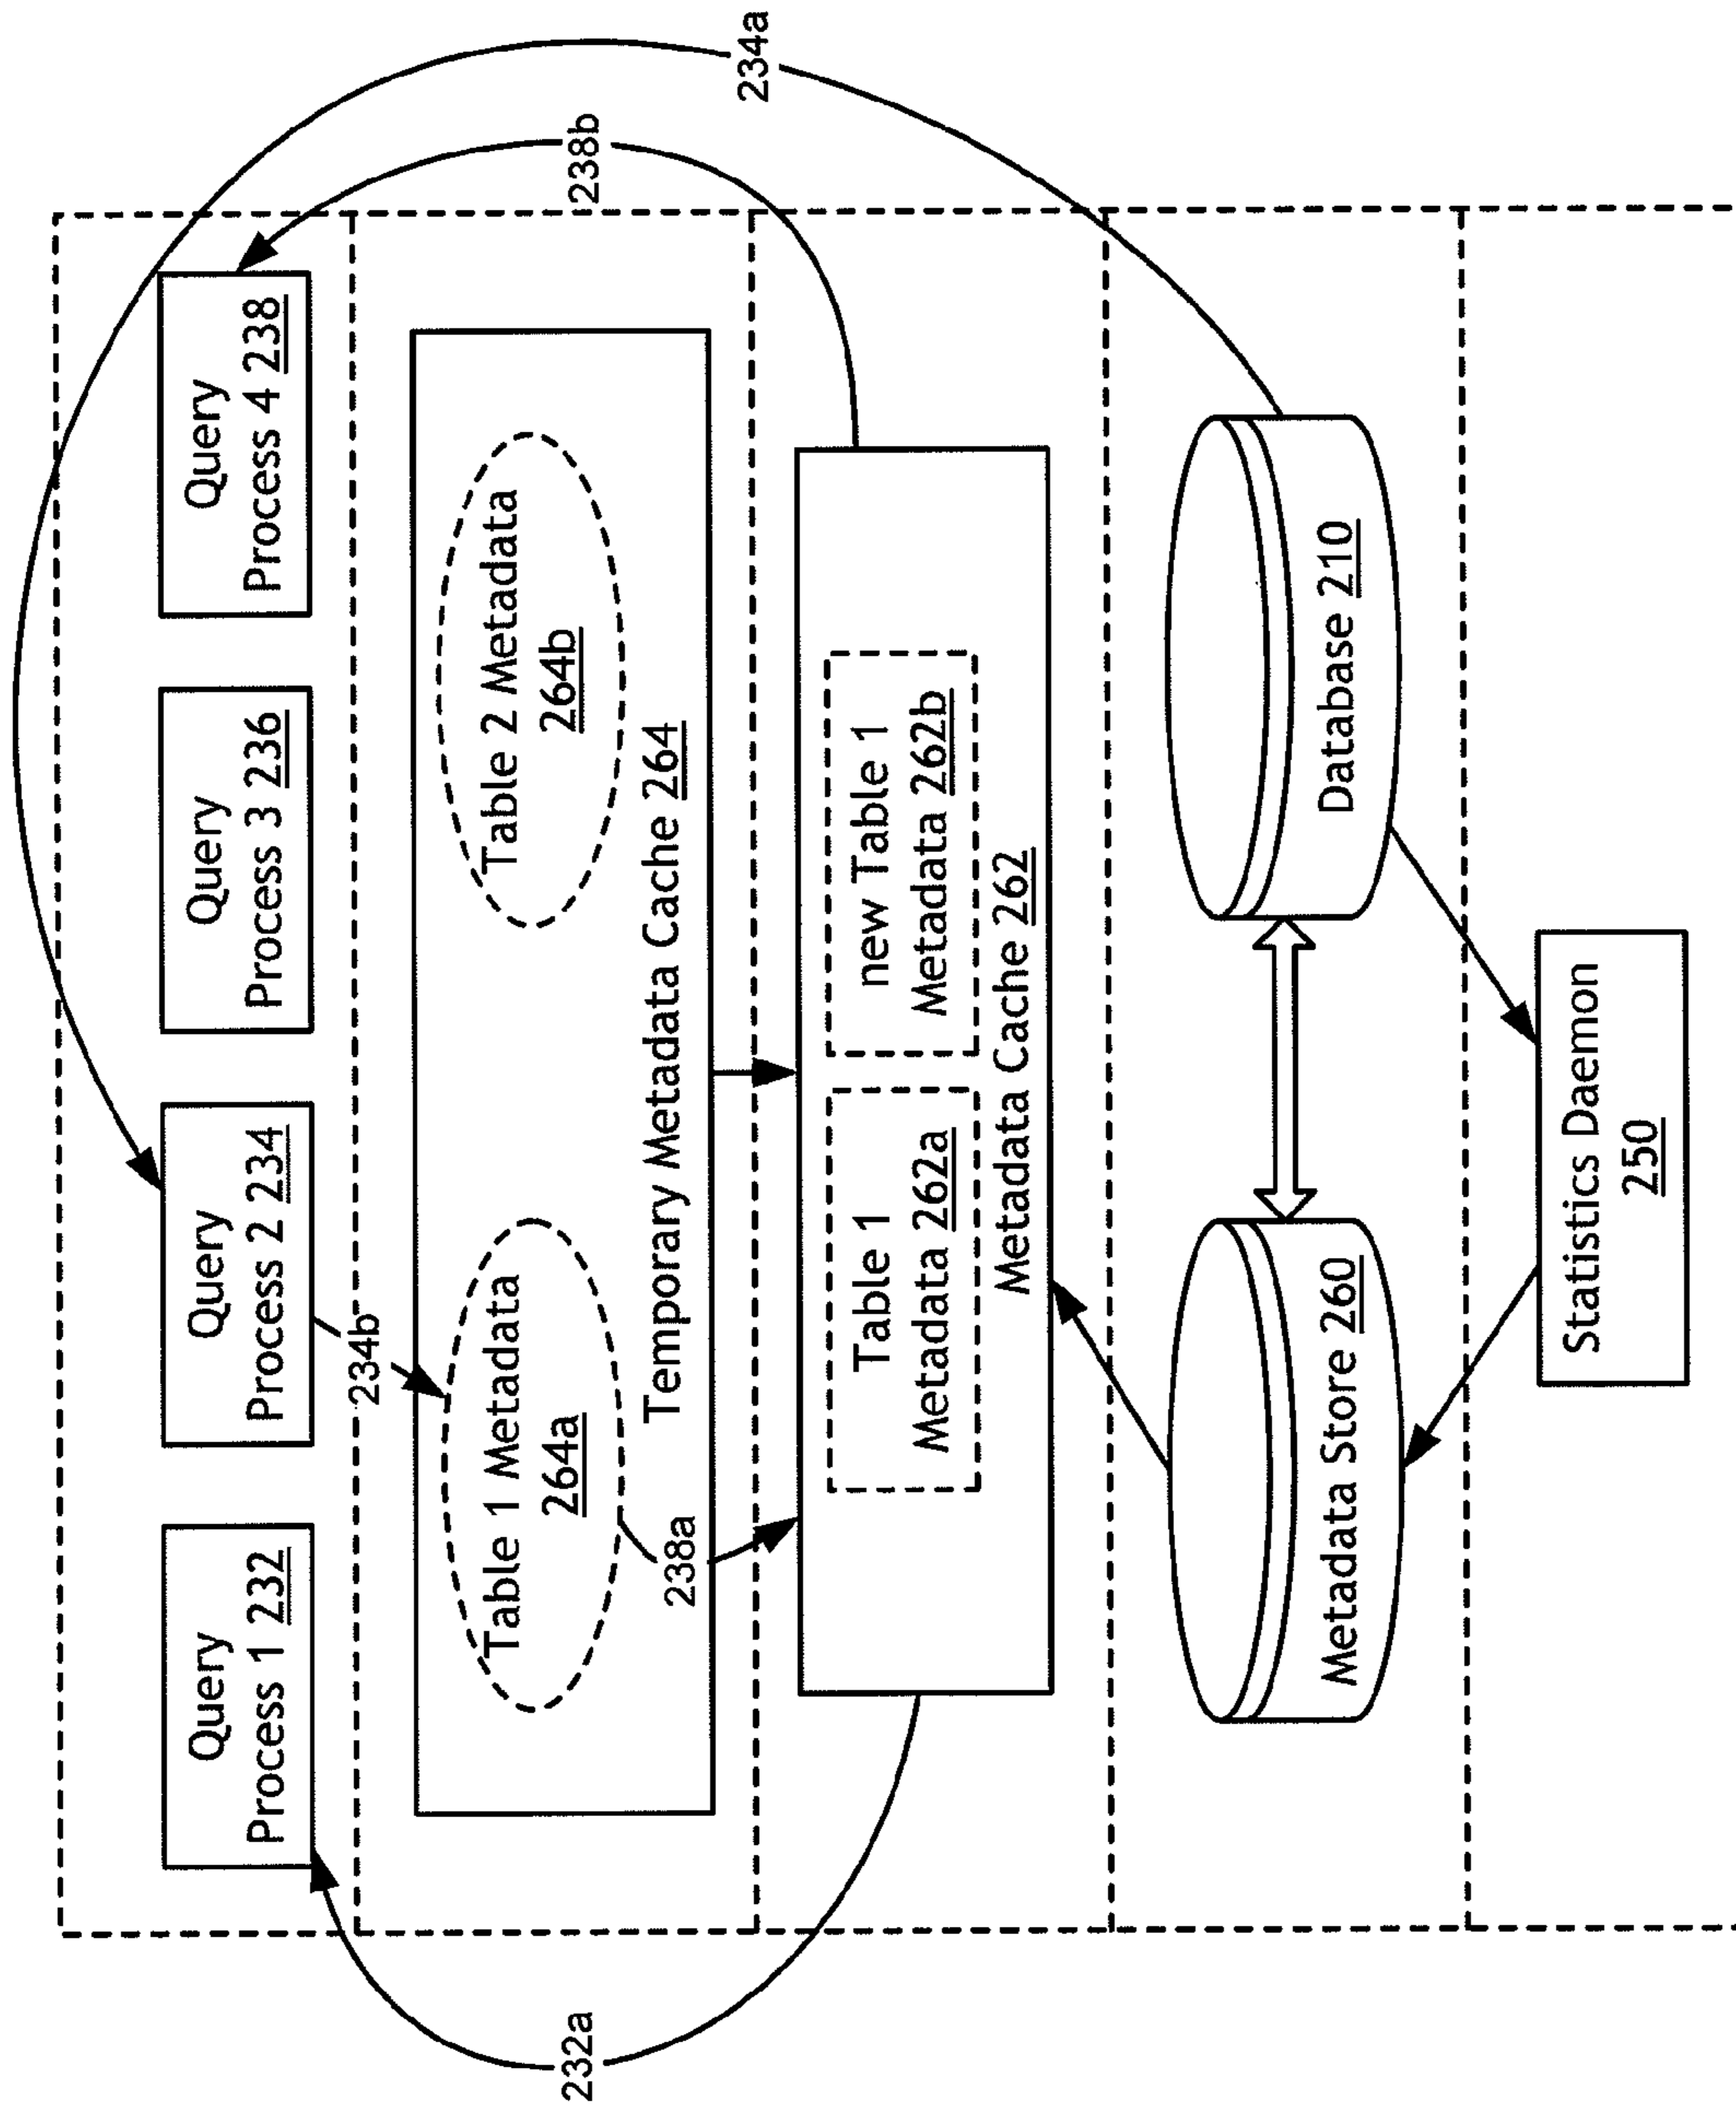 Query
Process 1 232
Query
Process 2 234
Query
Process 3 236
Query
Process 4 238
234b
Table 1 Metadata
264a
Table 2 Metadata
264b
Temporary Metadata Cache 264
238a
232a
238b
234a
Table 1
Metadata 262a
new Table 1
Metadata 262b
Metadata Cache 262
Metadata Store 260
Database 210
Statistics Daemon
250